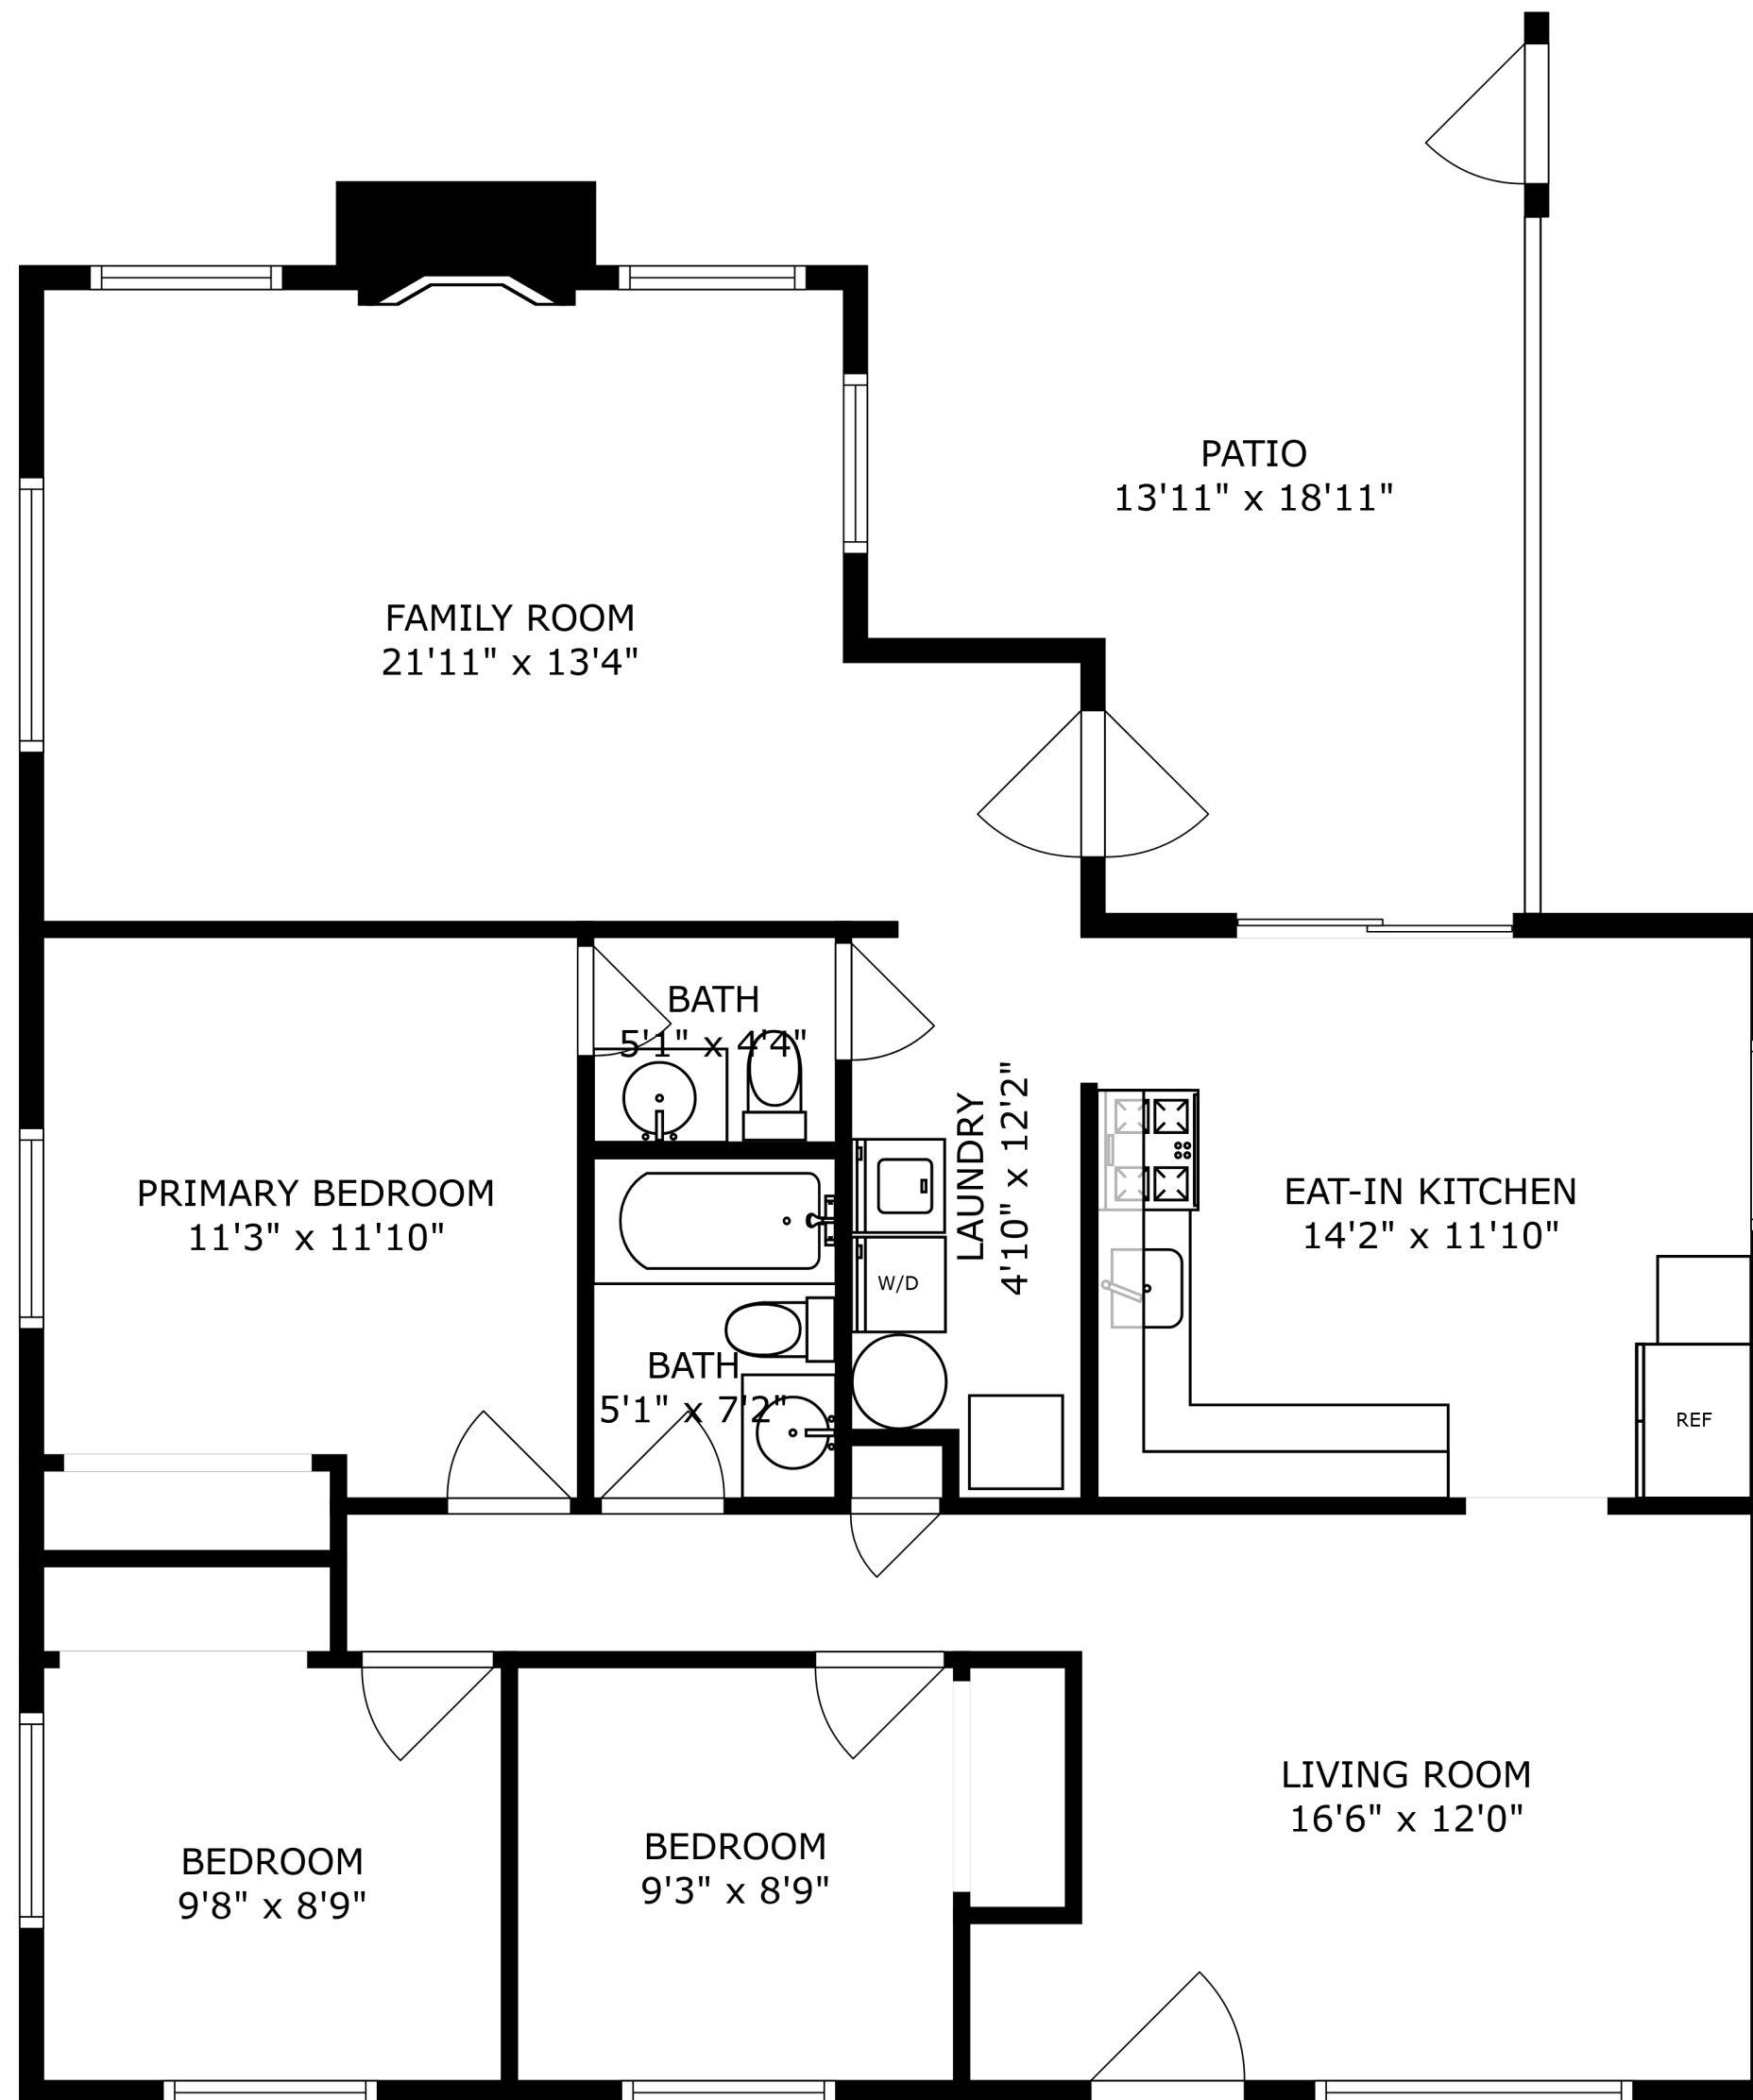 PATIO
13'11" x 18'11"
FAMILY ROOM
21'11" x 13'4"
BATH
5'1" x 4'4"
PRIMARY BEDROOM
11'3" x 11'10"
LAUNDRY
4'10" x 12'2"
W/D
EAT-IN KITCHEN
14'2" x 11'10"
BATH
5'1" x 7'2"
REF
LIVING ROOM
16'6" x 12'0"
BEDROOM
9'8" x 8'9"
BEDROOM
9'3" x 8'9"